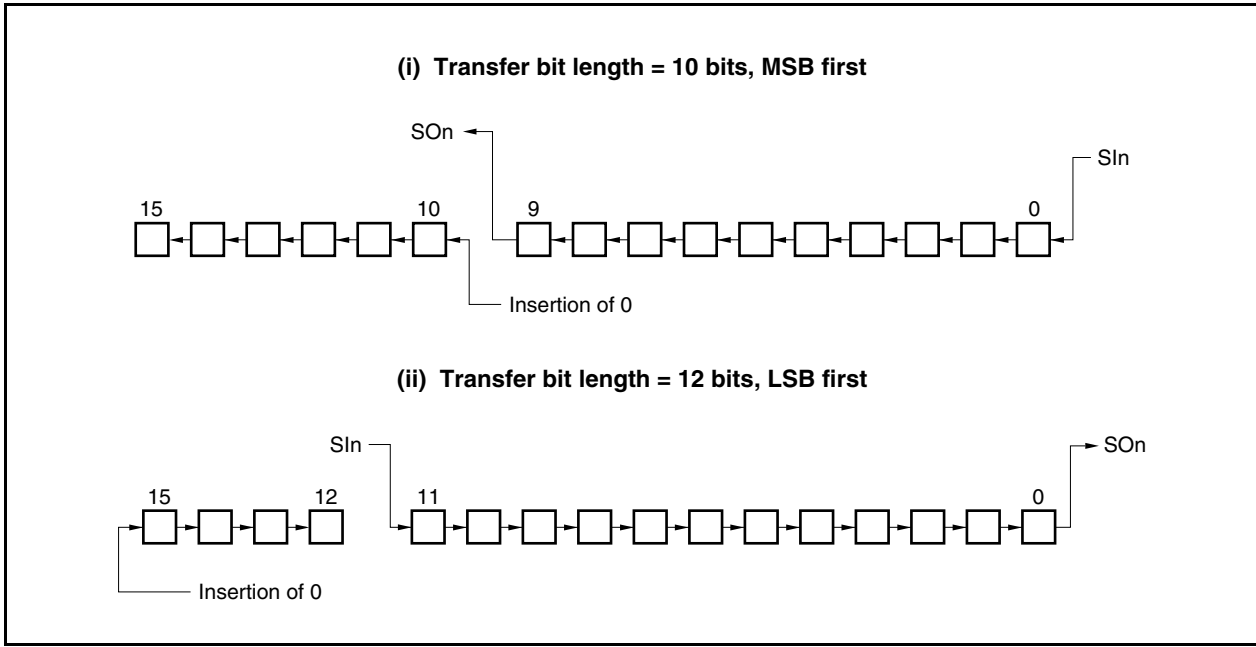 (i) Transfer bit length = 10 bits, MSB first
SOn
SIn
15
10
9
0
Insertion of 0
(ii) Transfer bit length = 12 bits, LSB first
SIn
SOn
15
12
11
0
Insertion of 0